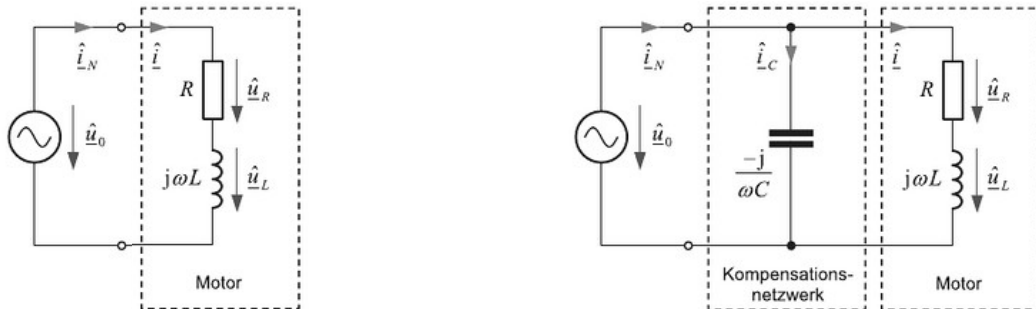 î_N
î
R
û_R
û_0
jωL
û_L
Motor
î_N
î_C
î
R
û_R
û_0
-j
ωC
jωL
û_L
Kompensations-
netzwerk
Motor